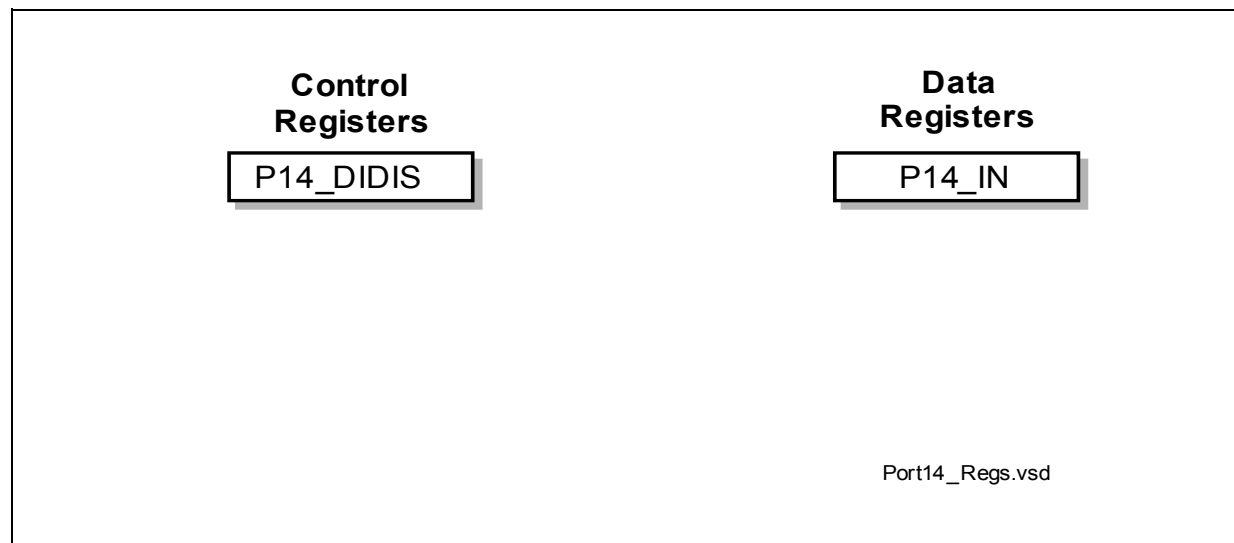 Control
Registers
P14_DIDIS
Data
Registers
P14_IN
Port14_Regs.vsd